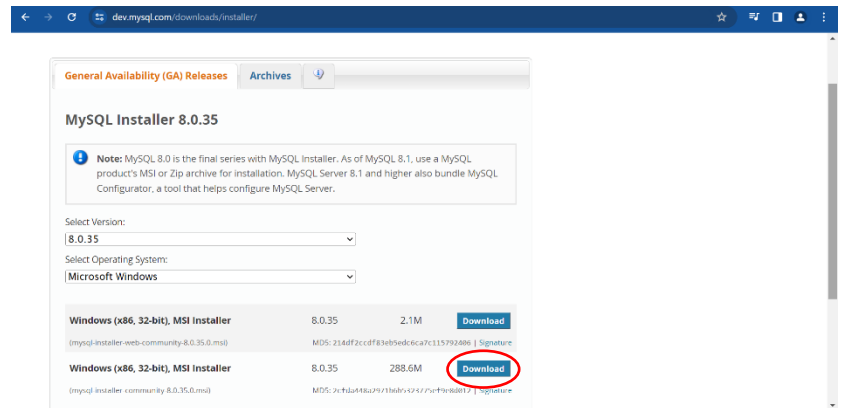 dev.mysql.com/downloads/installer/
General Availability (GA) Releases Archives
MySQL Installer 8.0.35
Note: MySQL 8.0 is the final series with MySQL Installer. As of MySQL 8.1, use a MySQL
product's MSI or Zip archive for installation. MySQL Server 8.1 and higher also bundle MySQL
Configurator, a tool that helps configure MySQL Server.
Select Version:
8.0.35
Select Operating System:
Microsoft Windows
Windows (x86, 32-bit), MSI Installer 8.0.35 2.1M Download
(mysql-installer-web-community-8.0.35.0.msi) MD5: | Signature
Windows (x86, 32-bit), MSI Installer 8.0.35 288.6M Download
(mysql-installer-community-8.0.35.0.msi) MD5: | Signature